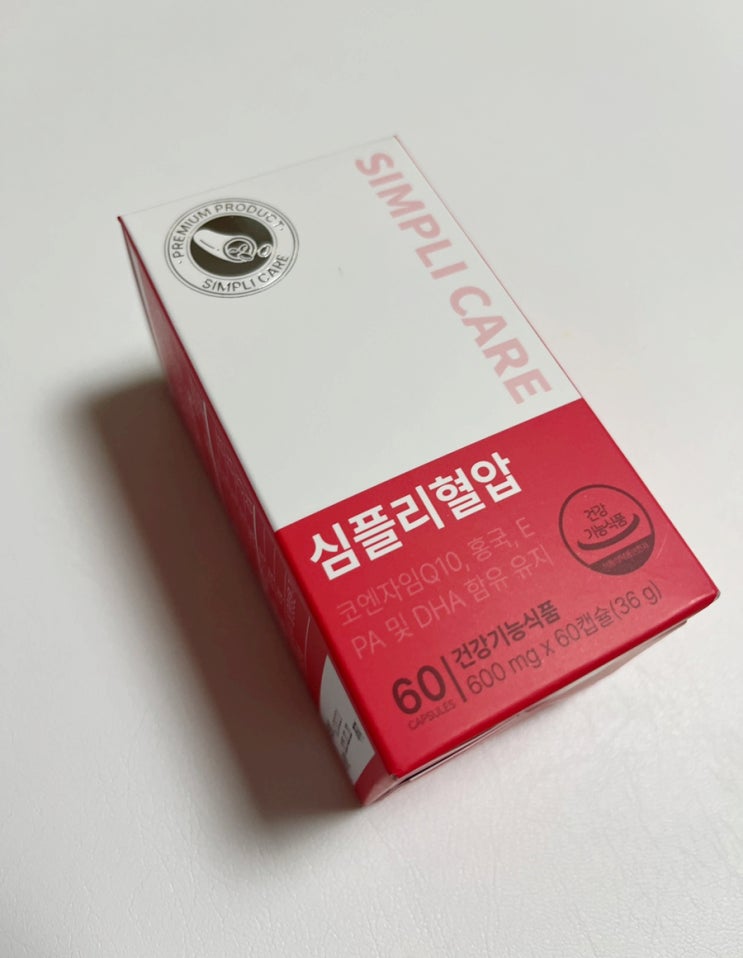 · PREMIUM PRODUCT ·
SIMPLI CARE
SIMPLI CARE
심플리혈압
코엔자임Q10, 홍국, E
PA 및 DHA 함유 유지
건강
기능식품
60
CAPSULES
건강기능식품
600 mg x 60캡슐(36 g)